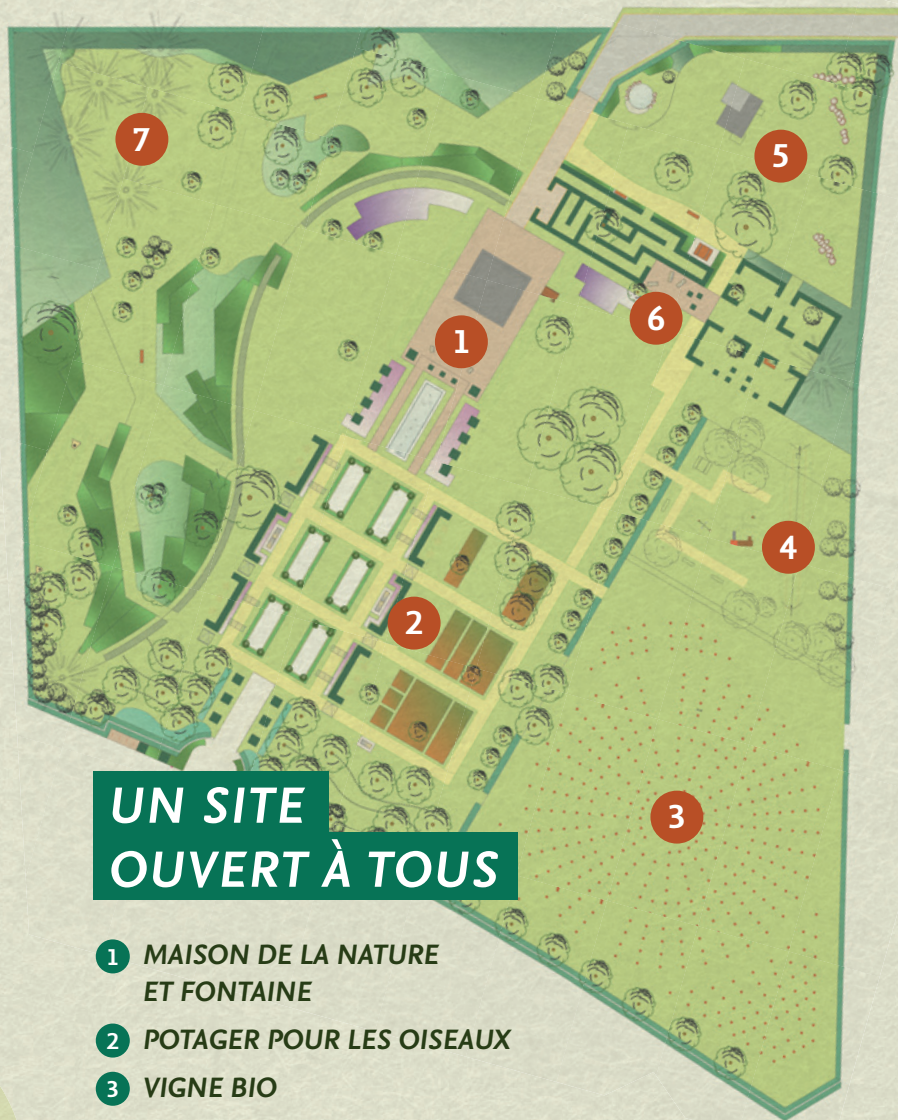 7
5
6
1
4
2
3
UN SITE
OUVERT À TOUS
1 MAISON DE LA NATURE
ET FONTAINE
2 POTAGER POUR LES OISEAUX
3 VIGNE BIO